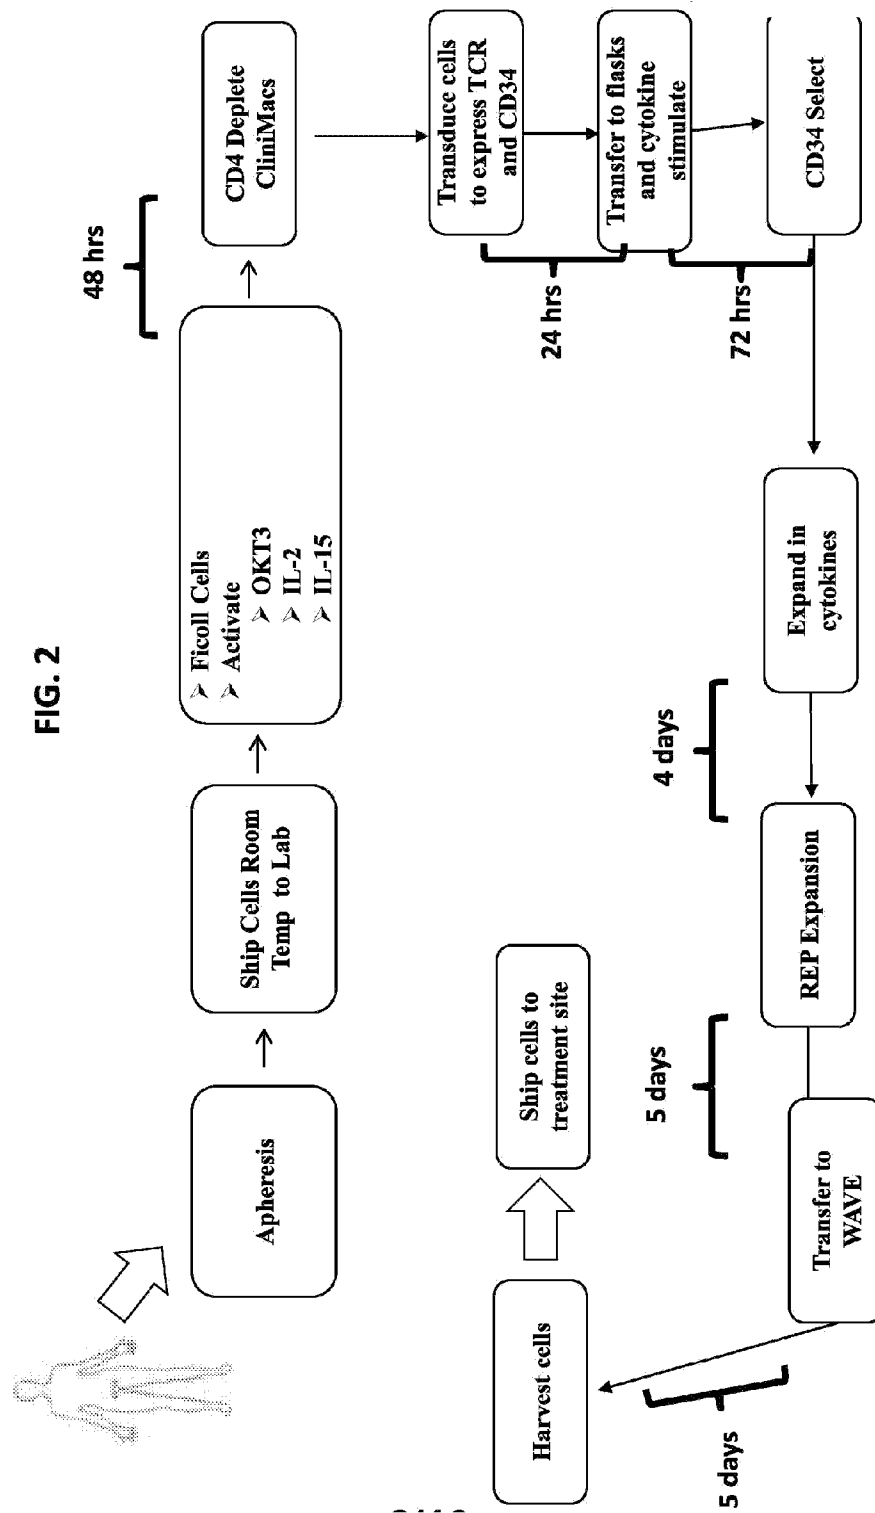 FIG. 2
Apheresis
Ship Cells Room
Temp to Lab
➢ Ficoll Cells
➢ Activate
➢ OKT3
➢ IL-2
➢ IL-15
48 hrs
CD4 Deplete
CliniMacs
Transduce cells
to express TCR
and CD34
24 hrs
Transfer to flasks
and cytokine
stimulate
72 hrs
CD34 Select
Expand in
cytokines
4 days
REP Expansion
5 days
Transfer to
WAVE
5 days
Harvest cells
Ship cells to
treatment site